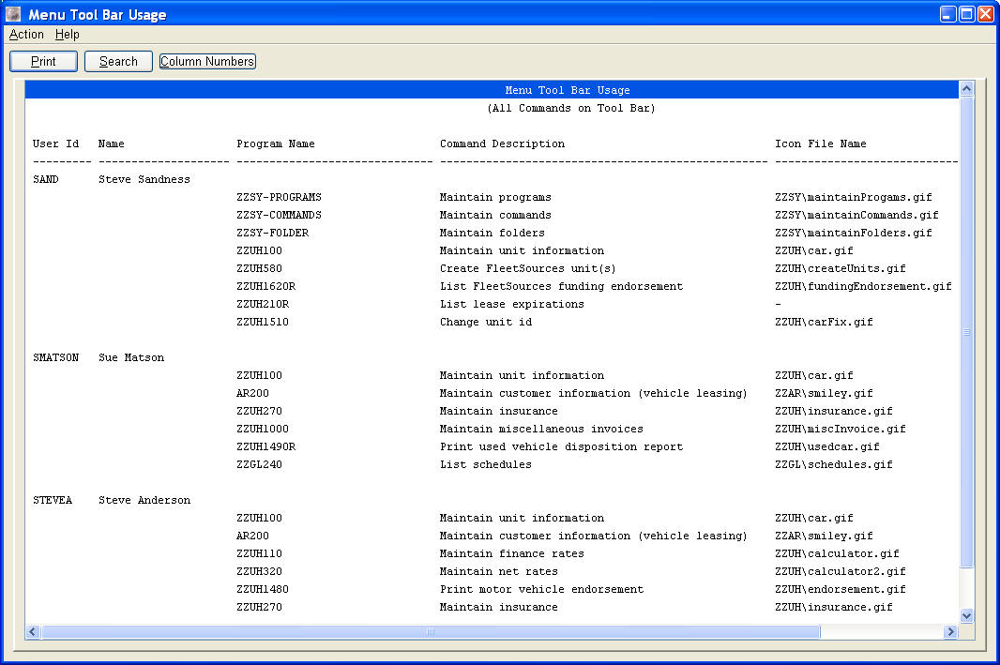 Menu Tool Bar Usage
Action Help
Print Search Column Numbers
Menu Tool Bar Usage
(All Commands on Tool Bar)
User Id Name Program Name Command Description Icon File Name
--------- -------------------- ------------------------------ -------------------------------------------------- ----------------------------
SAND Steve Sandness
ZZSY-PROGRAMS Maintain programs ZZSY\maintainProgams.gif
ZZSY-COMMANDS Maintain commands ZZSY\maintainCommands.gif
ZZSY-FOLDER Maintain folders ZZSY\maintainFolders.gif
ZZUH100 Maintain unit information ZZUH\car.gif
ZZUH580 Create FleetSources unit(s) ZZUH\createUnits.gif
ZZUH1620R List FleetSources funding endorsement ZZUH\fundingEndorsement.gif
ZZUH210R List lease expirations -
ZZUH1510 Change unit id ZZUH\carFix.gif
SMATSON Sue Matson
ZZUH100 Maintain unit information ZZUH\car.gif
AR200 Maintain customer information (vehicle leasing) ZZAR\smiley.gif
ZZUH270 Maintain insurance ZZUH\insurance.gif
ZZUH1000 Maintain miscellaneous invoices ZZUH\miscInvoice.gif
ZZUH1490R Print used vehicle disposition report ZZUH\usedcar.gif
ZZGL240 List schedules ZZGL\schedules.gif
STEVEA Steve Anderson
ZZUH100 Maintain unit information ZZUH\car.gif
AR200 Maintain customer information (vehicle leasing) ZZAR\smiley.gif
ZZUH110 Maintain finance rates ZZUH\calculator.gif
ZZUH320 Maintain net rates ZZUH\calculator2.gif
ZZUH1480 Print motor vehicle endorsement ZZUH\endorsement.gif
ZZUH270 Maintain insurance ZZUH\insurance.gif